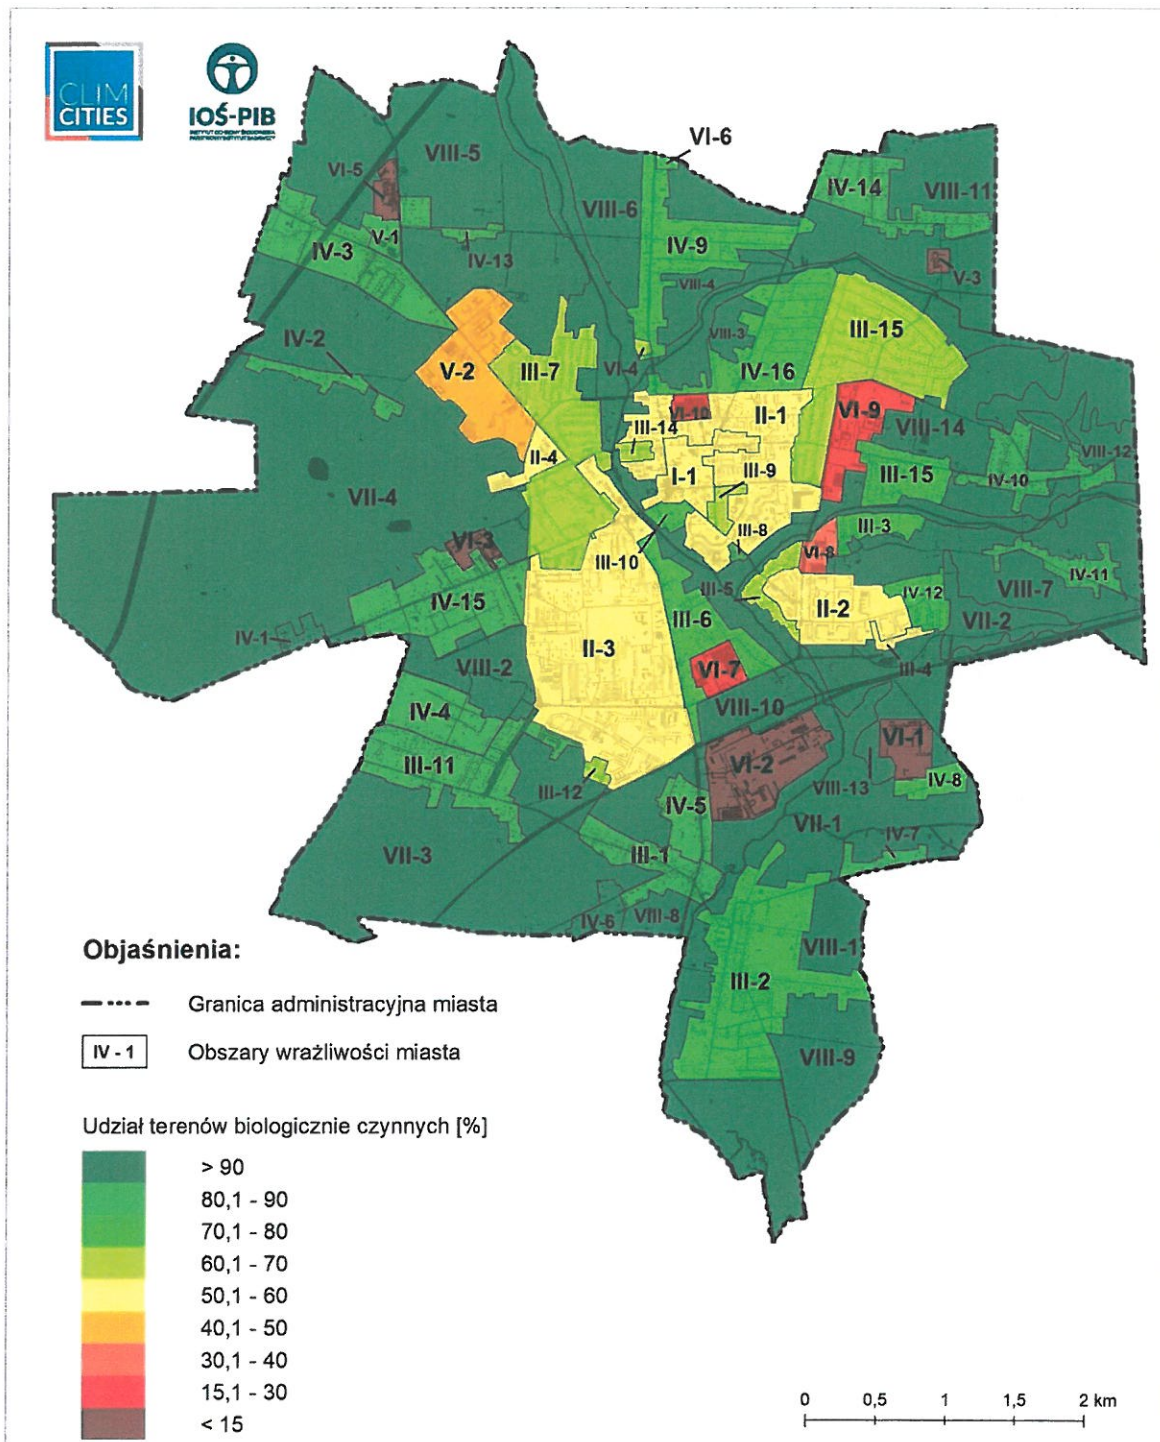 CLIM
CITIES
IOŚ-PIB
INSTYTUT OCHRONY ŚRODOWISKA
PAŃSTWOWY INSTYTUT BADAWCZY
VI-6
VI-5
VIII-5
IV-14
VIII-11
VIII-6
V-1
IV-3
IV-13
IV-9
V-3
VIII-4
IV-2
VIII-3
III-15
V-2
III-7
VI-4
IV-16
VI-10
II-1
VI-9
III-14
VIII-14
II-4
I-1
III-9
VIII-12
III-15
IV-10
VII-4
III-8
III-3
VI-3
III-10
VI-8
III-5
IV-11
VIII-7
IV-15
IV-12
II-2
III-6
VII-2
IV-1
II-3
VIII-2
VI-7
III-4
IV-4
VIII-10
III-11
VI-2
VI-1
III-12
VIII-13
IV-8
IV-5
VII-1
IV-7
VII-3
III-1
IV-6
VIII-8
VIII-1
III-2
VIII-9
Objaśnienia:
Granica administracyjna miasta
IV - 1 Obszary wrażliwości miasta
Udział terenów biologicznie czynnych [%]
> 90
80,1 - 90
70,1 - 80
60,1 - 70
50,1 - 60
40,1 - 50
30,1 - 40
15,1 - 30
< 15
0 0,5 1 1,5 2 km